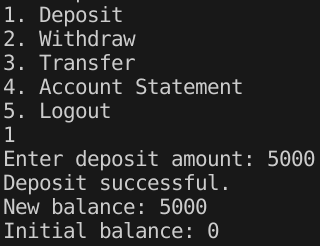 1. Deposit
2. Withdraw
3. Transfer
4. Account Statement
5. Logout
1
Enter deposit amount: 5000
Deposit successful.
New balance: 5000
Initial balance: 0